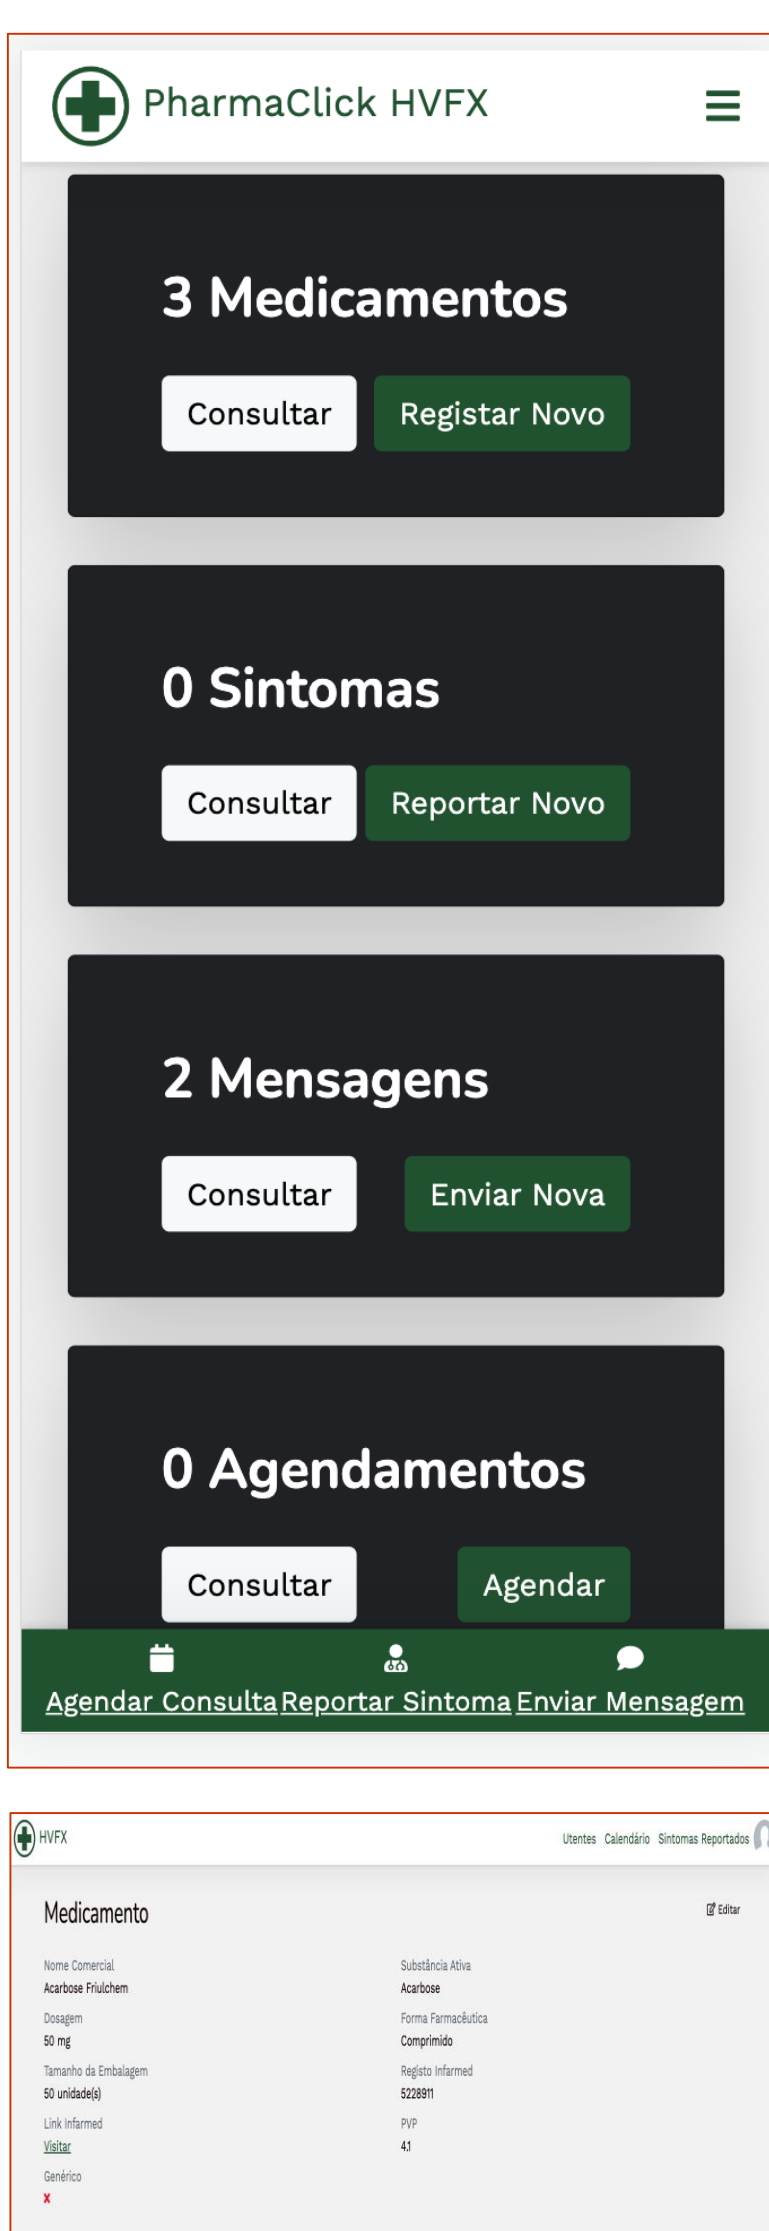 PharmaClick HVFX
3 Medicamentos
Consultar Registar Novo
0 Sintomas
Consultar Reportar Novo
2 Mensagens
Consultar Enviar Nova
0 Agendamentos
Consultar Agendar
Agendar Consulta Reportar Sintoma Enviar Mensagem
HVFX Utentes Calendário Sintomas Reportados
Medicamento Editar
Nome Comercial Substância Ativa
Acarbose Friulchem Acarbose
Dosagem Forma Farmacêutica
50 mg Comprimido
Tamanho da Embalagem Registo Infarmed
50 unidade(s) 5228911
Link Infarmed PVP
Visitar 4.1
Genérico